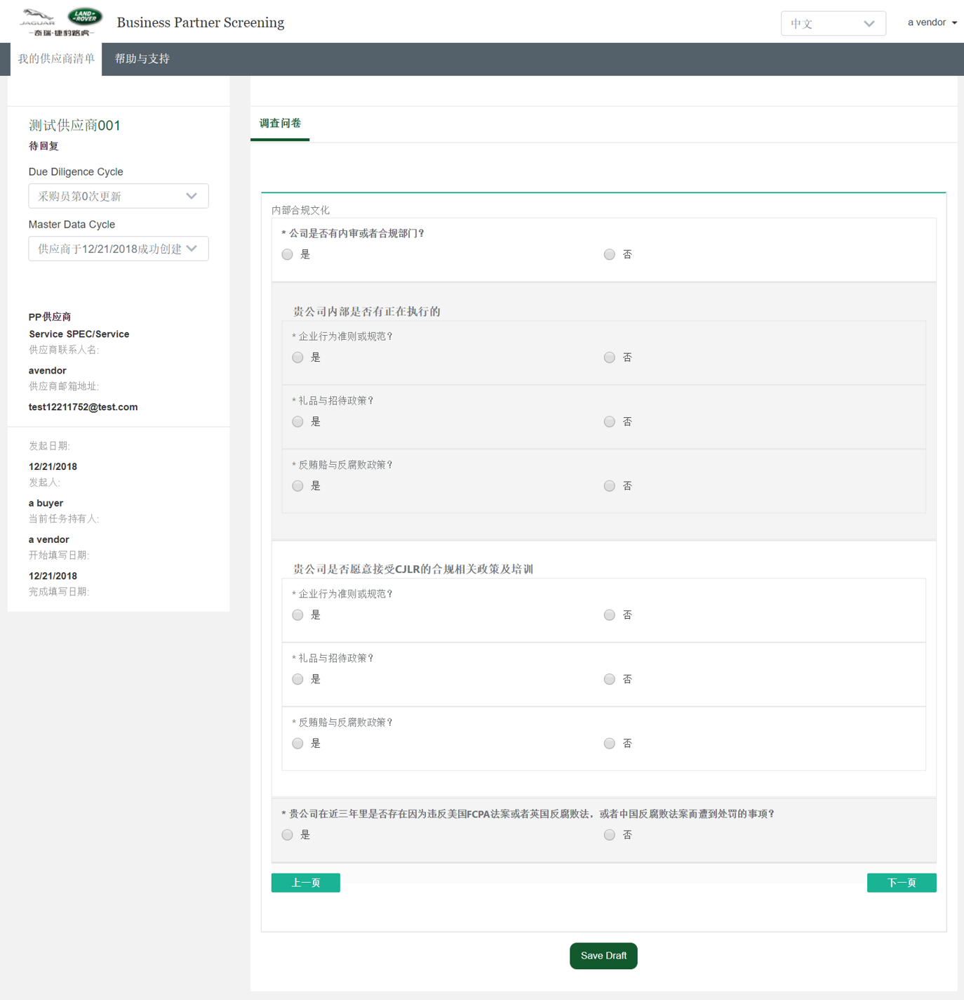 JAGUAR
LAND-
-ROVER
奇瑞·捷豹路虎
Business Partner Screening
中文
a vendor
我的供应商清单
帮助与支持
测试供应商001
待回复
Due Diligence Cycle
采购员第0次更新
Master Data Cycle
供应商于12/21/2018成功创建
PP供应商
Service SPEC/Service
供应商联系人名:
avendor
供应商邮箱地址:
test12211752@test.com
发起日期:
12/21/2018
发起人:
a buyer
当前任务持有人:
a vendor
开始填写日期:
12/21/2018
完成填写日期:
调查问卷
内部合规文化
* 公司是否有内审或者合规部门?
是 否
贵公司内部是否有正在执行的
* 企业行为准则或规范?
是 否
* 礼品与招待政策?
是 否
* 反贿赂与反腐败政策?
是 否
贵公司是否愿意接受CJLR的合规相关政策及培训
* 企业行为准则或规范?
是 否
* 礼品与招待政策?
是 否
* 反贿赂与反腐败政策?
是 否
* 贵公司在近三年里是否存在因为违反美国FCPA法案或者英国反腐败法，或者中国反腐败法案而遭到处罚的事项?
是 否
上一页 下一页
Save Draft